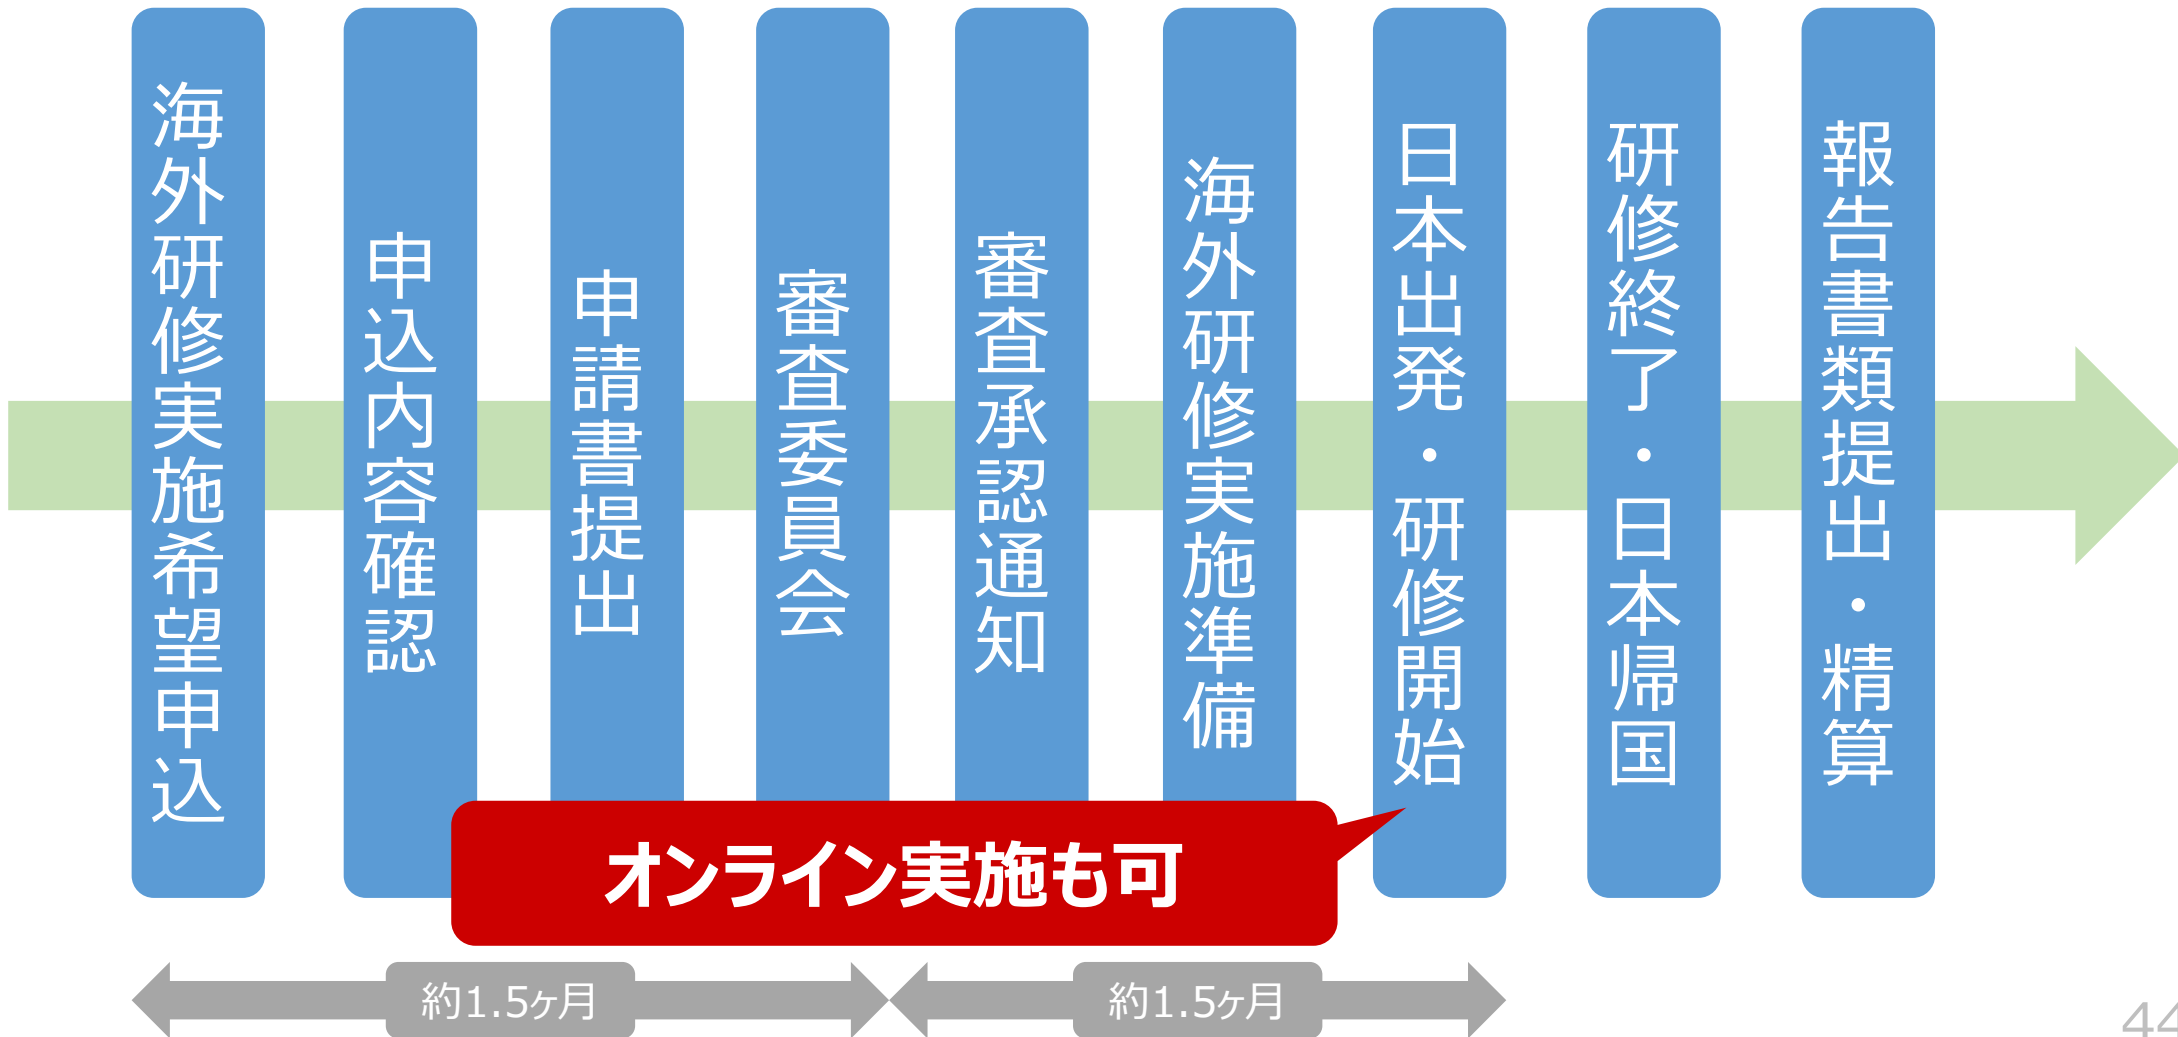 海外研修実施希望申込
申込内容確認
申請書提出
審査委員会
審査承認通知
海外研修実施準備
日本出発・研修開始
研修終了・日本帰国
報告書類提出・精算
オンライン実施も可
約1.5ヶ月
約1.5ヶ月
44